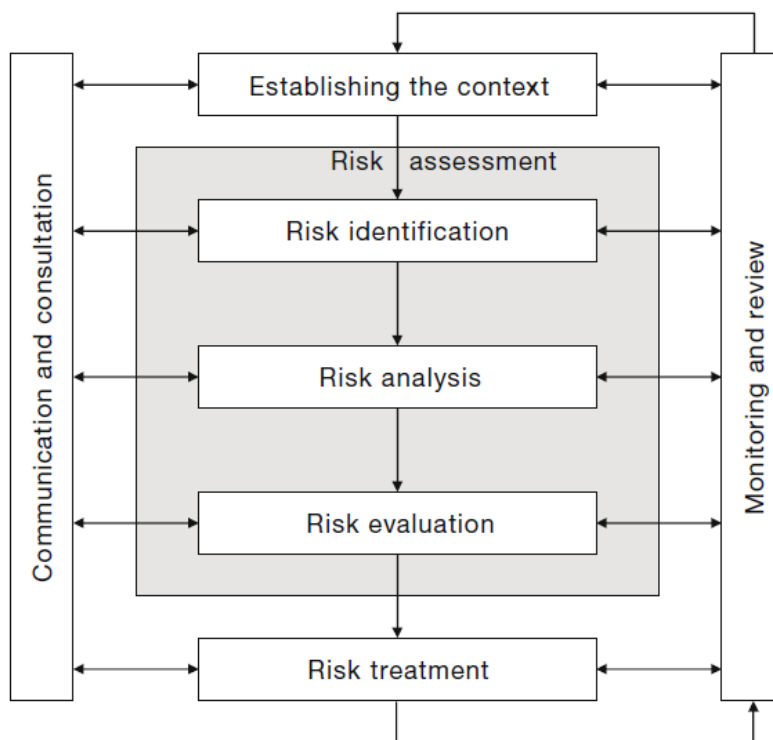 Establishing the context
Risk assessment
Risk identification
Risk analysis
Risk evaluation
Risk treatment
Communication and consultation
Monitoring and review